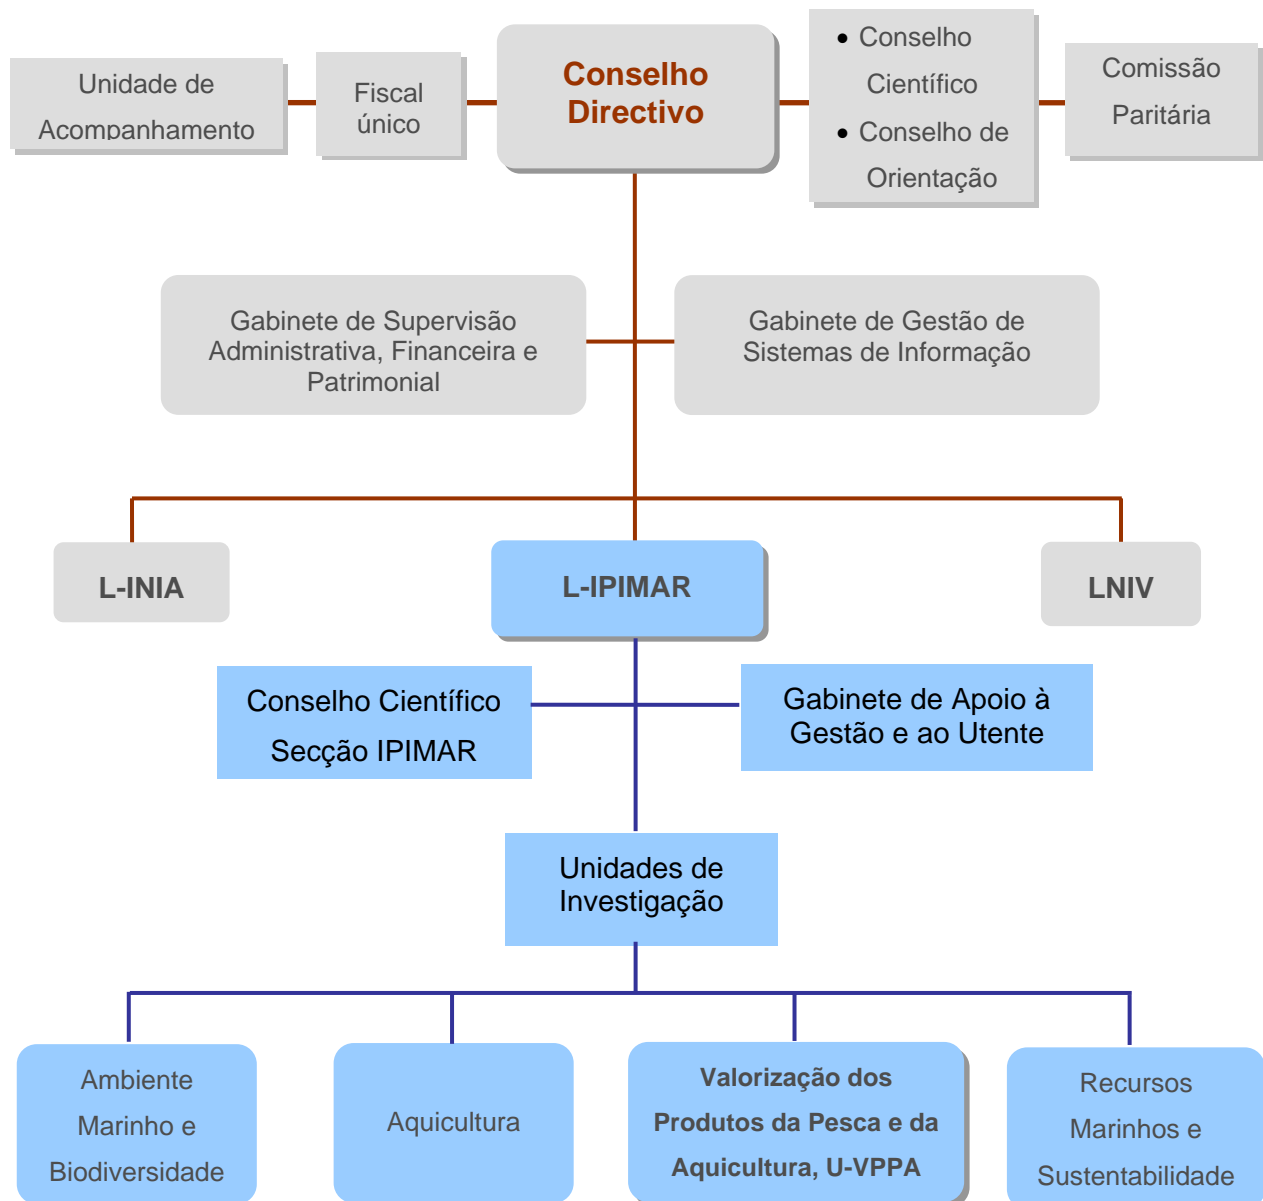 Unidade de
Acompanhamento
Fiscal
único
Conselho
Directivo
• Conselho
Científico
• Conselho de
Orientação
Comissão
Paritária
Gabinete de Supervisão
Administrativa, Financeira e
Patrimonial
Gabinete de Gestão de
Sistemas de Informação
L-INIA
L-IPIMAR
LNIV
Conselho Científico
Secção IPIMAR
Gabinete de Apoio à
Gestão e ao Utente
Unidades de
Investigação
Ambiente
Marinho e
Biodiversidade
Aquicultura
Valorização dos
Produtos da Pesca e da
Aquicultura, U-VPPA
Recursos
Marinhos e
Sustentabilidade